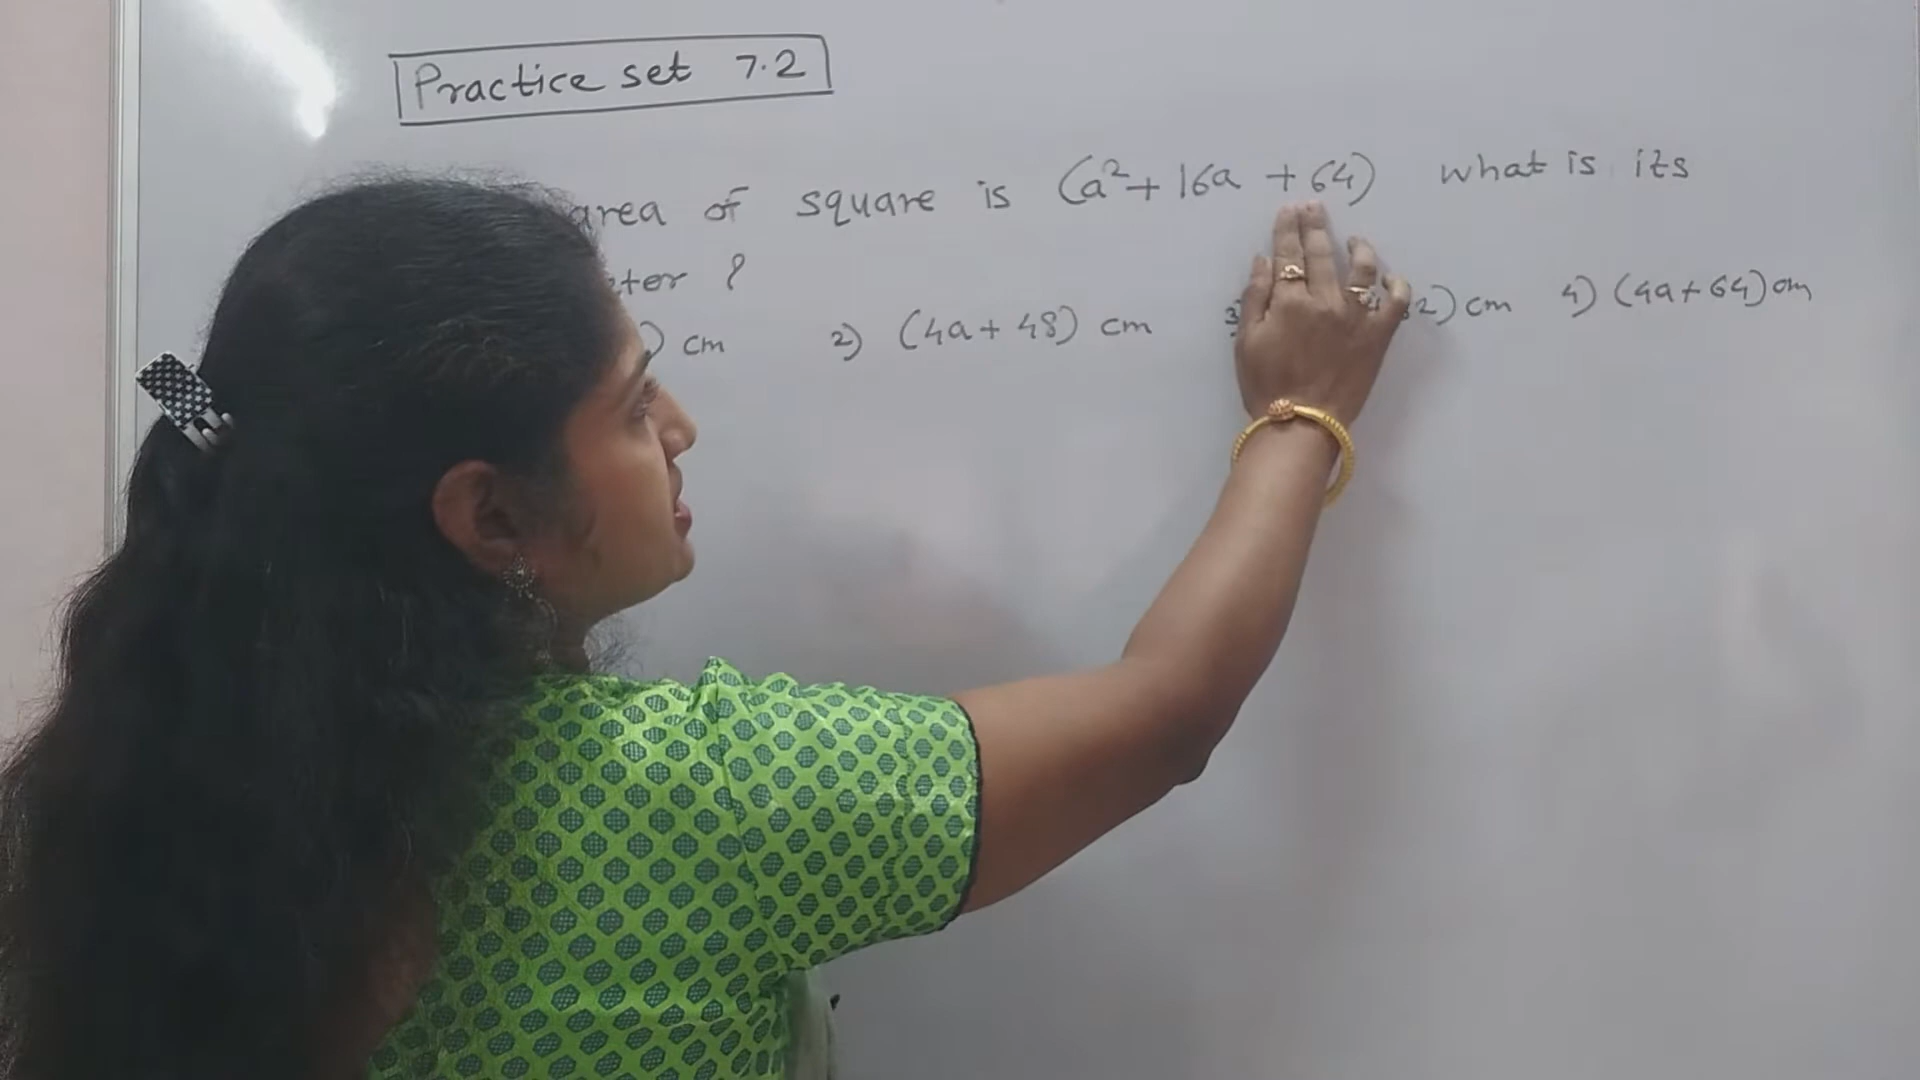 Practice set 7.2
area of square is (a²+ 16a + 64) what is its
?
) cm 2) (4a + 48) cm 3) 2) cm 4) (4a+64) cm